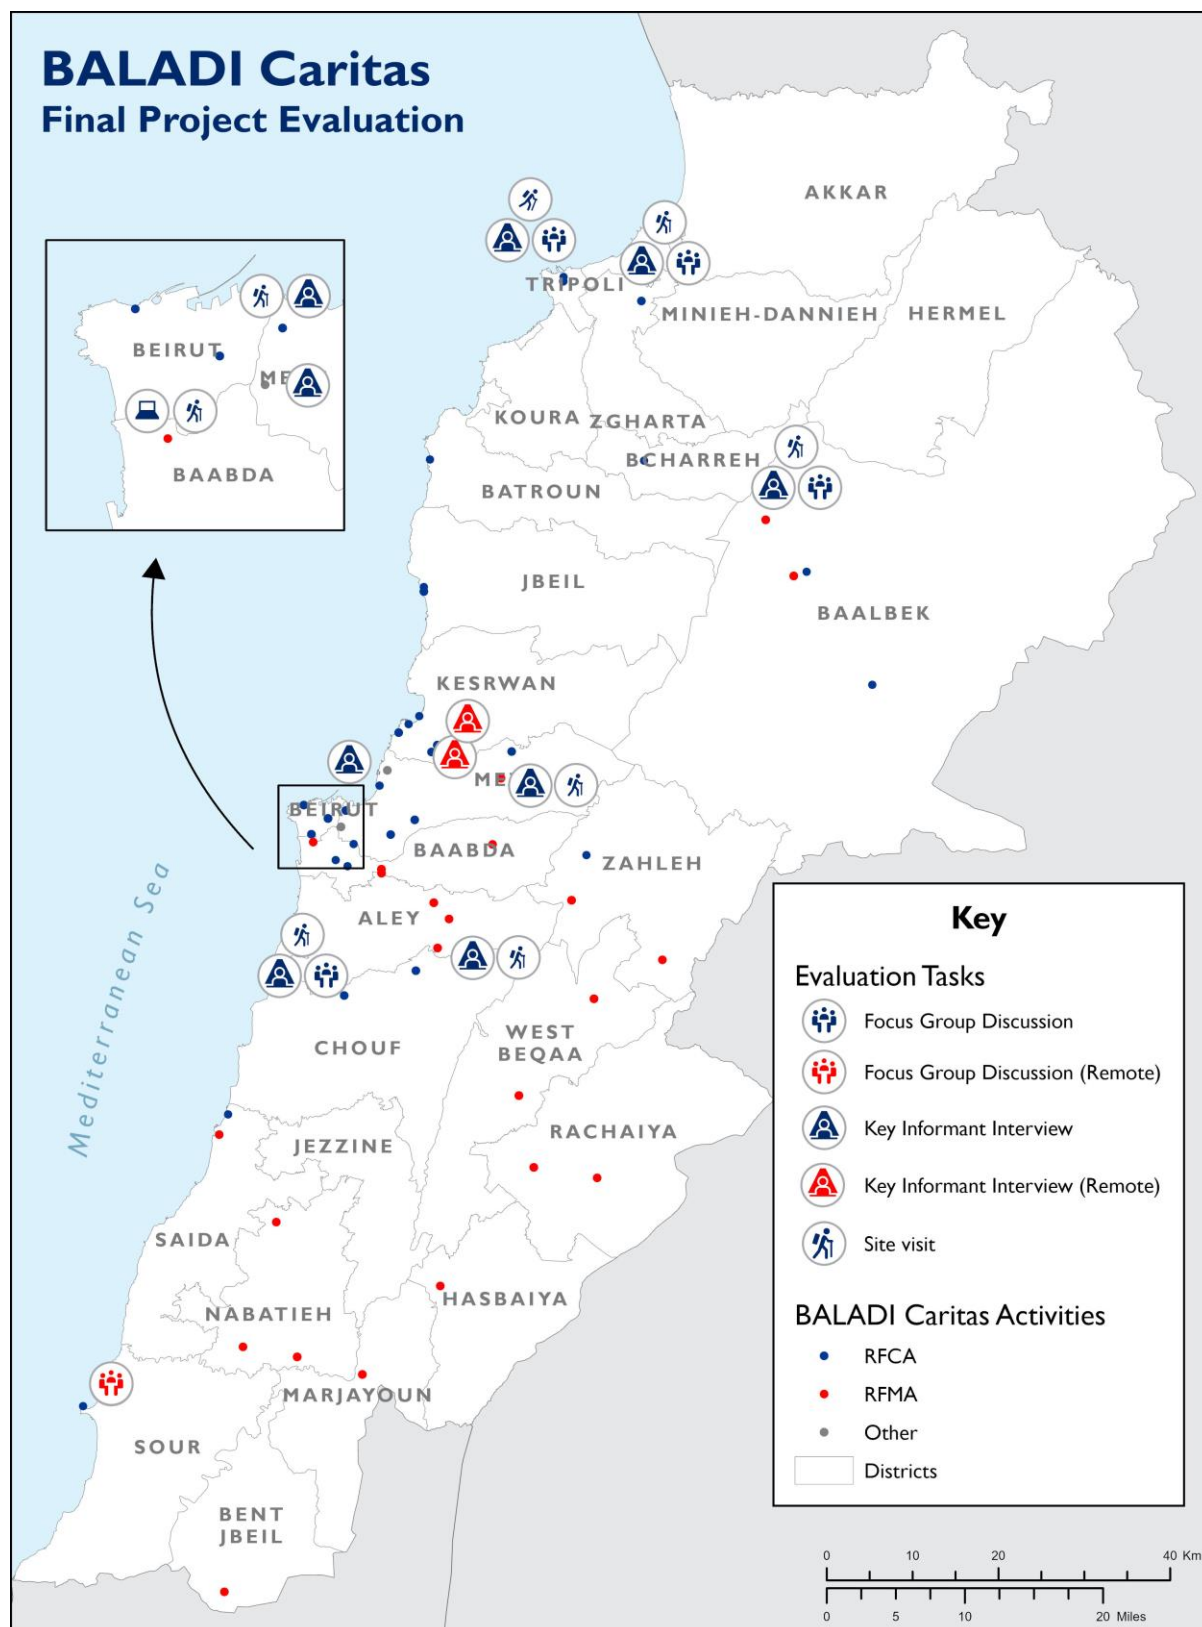 BALADI Caritas
Final Project Evaluation
AKKAR
TRIPOLI
MINIEH-DANNIEH
HERMEL
BEIRUT
ME
BAABDA
KOURA
ZGHARTA
BCHARREH
BATROUN
JBEIL
BAALBEK
KESRWAN
ME
BEIRUT
BAABDA
ZAHLEH
ALEY
Mediterranean Sea
CHOUF
WEST
BEQAA
JEZZINE
RACHAIYA
SAIDA
NABATIEH
HASBAIYA
MARJAYOUN
SOUR
BENT
JBEIL
Key
Evaluation Tasks
Focus Group Discussion
Focus Group Discussion (Remote)
Key Informant Interview
Key Informant Interview (Remote)
Site visit
BALADI Caritas Activities
RFCA
RFMA
Other
Districts
0 10 20 40 Km
0 5 10 20 Miles